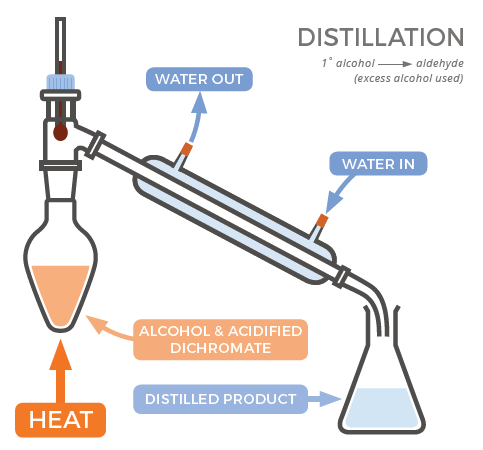 DISTILLATION
1° alcohol ⟶ aldehyde
(excess alcohol used)
WATER OUT
WATER IN
ALCOHOL & ACIDIFIED
DICHROMATE
DISTILLED PRODUCT
HEAT